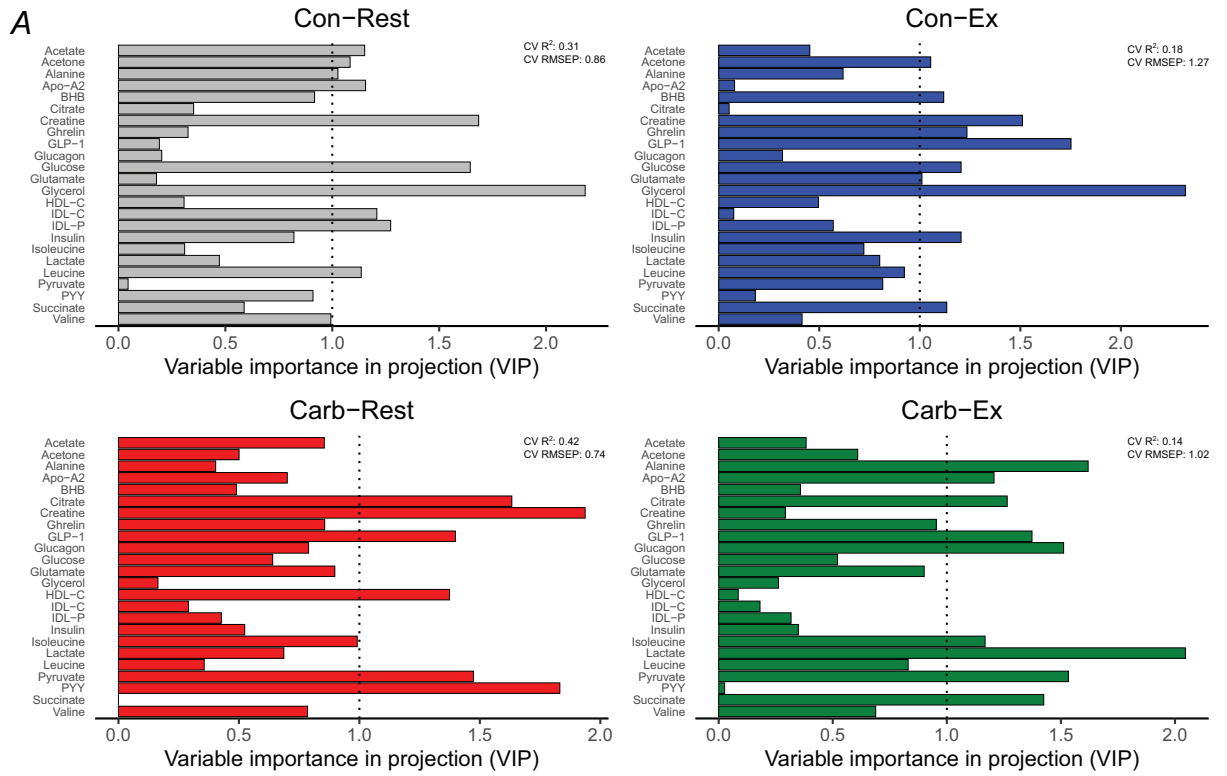 A
Con−Rest
CV R²: 0.31
CV RMSEP: 0.86
Acetate
Acetone
Alanine
Apo−A2
BHB
Citrate
Creatine
Ghrelin
GLP−1
Glucagon
Glucose
Glutamate
Glycerol
HDL−C
IDL−C
IDL−P
Insulin
Isoleucine
Lactate
Leucine
Pyruvate
PYY
Succinate
Valine
0.0 0.5 1.0 1.5 2.0
Variable importance in projection (VIP)
Con−Ex
CV R²: 0.18
CV RMSEP: 1.27
Acetate
Acetone
Alanine
Apo−A2
BHB
Citrate
Creatine
Ghrelin
GLP−1
Glucagon
Glucose
Glutamate
Glycerol
HDL−C
IDL−C
IDL−P
Insulin
Isoleucine
Lactate
Leucine
Pyruvate
PYY
Succinate
Valine
0.0 0.5 1.0 1.5 2.0
Variable importance in projection (VIP)
Carb−Rest
CV R²: 0.42
CV RMSEP: 0.74
Acetate
Acetone
Alanine
Apo−A2
BHB
Citrate
Creatine
Ghrelin
GLP−1
Glucagon
Glucose
Glutamate
Glycerol
HDL−C
IDL−C
IDL−P
Insulin
Isoleucine
Lactate
Leucine
Pyruvate
PYY
Succinate
Valine
0.0 0.5 1.0 1.5 2.0
Variable importance in projection (VIP)
Carb−Ex
CV R²: 0.14
CV RMSEP: 1.02
Acetate
Acetone
Alanine
Apo−A2
BHB
Citrate
Creatine
Ghrelin
GLP−1
Glucagon
Glucose
Glutamate
Glycerol
HDL−C
IDL−C
IDL−P
Insulin
Isoleucine
Lactate
Leucine
Pyruvate
PYY
Succinate
Valine
0.0 0.5 1.0 1.5 2.0
Variable importance in projection (VIP)